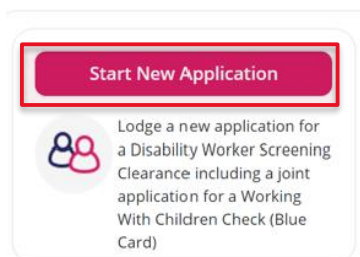 Start New Application
Lodge a new application for
a Disability Worker Screening
Clearance including a joint
application for a Working
With Children Check (Blue
Card)